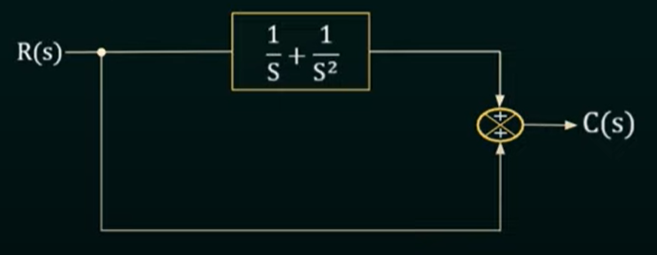 R(s)
1/S + 1/S²
+
+
C(s)